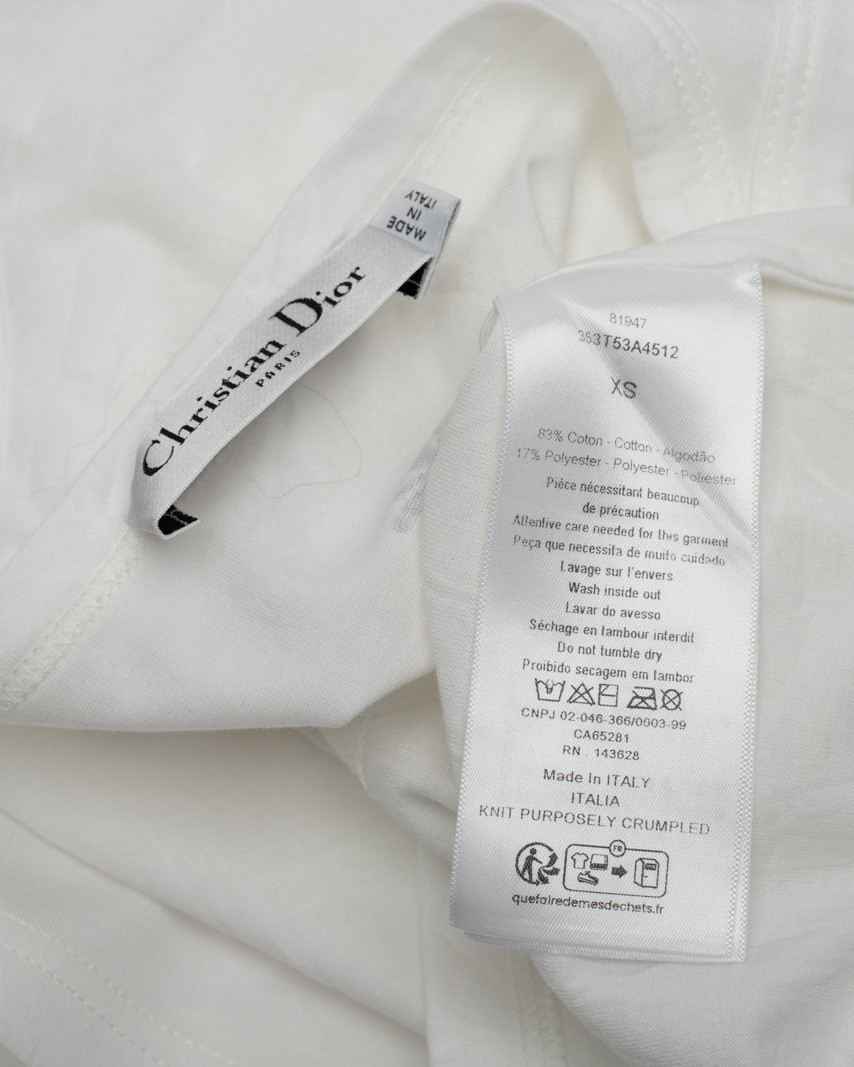 MADE
IN
ITALY
Christian Dior
PARIS
81947
353T53A4512
XS
83% Coton - Cotton - Algodão
17% Polyester - Polyester - Poliester
Pièce nécessitant beaucoup
de précaution
Attentive care needed for this garment
Peça que necessita de muito cuidado
Lavage sur l'envers
Wash inside out
Lavar do avesso
Séchage en tambour interdit
Do not tumble dry
Proibido secagem em tambor
CNPJ 02-046-366/0003-99
CA65281
RN : 143628
Made In ITALY
ITALIA
KNIT PURPOSELY CRUMPLED
FR
quefairedemesdechets.fr